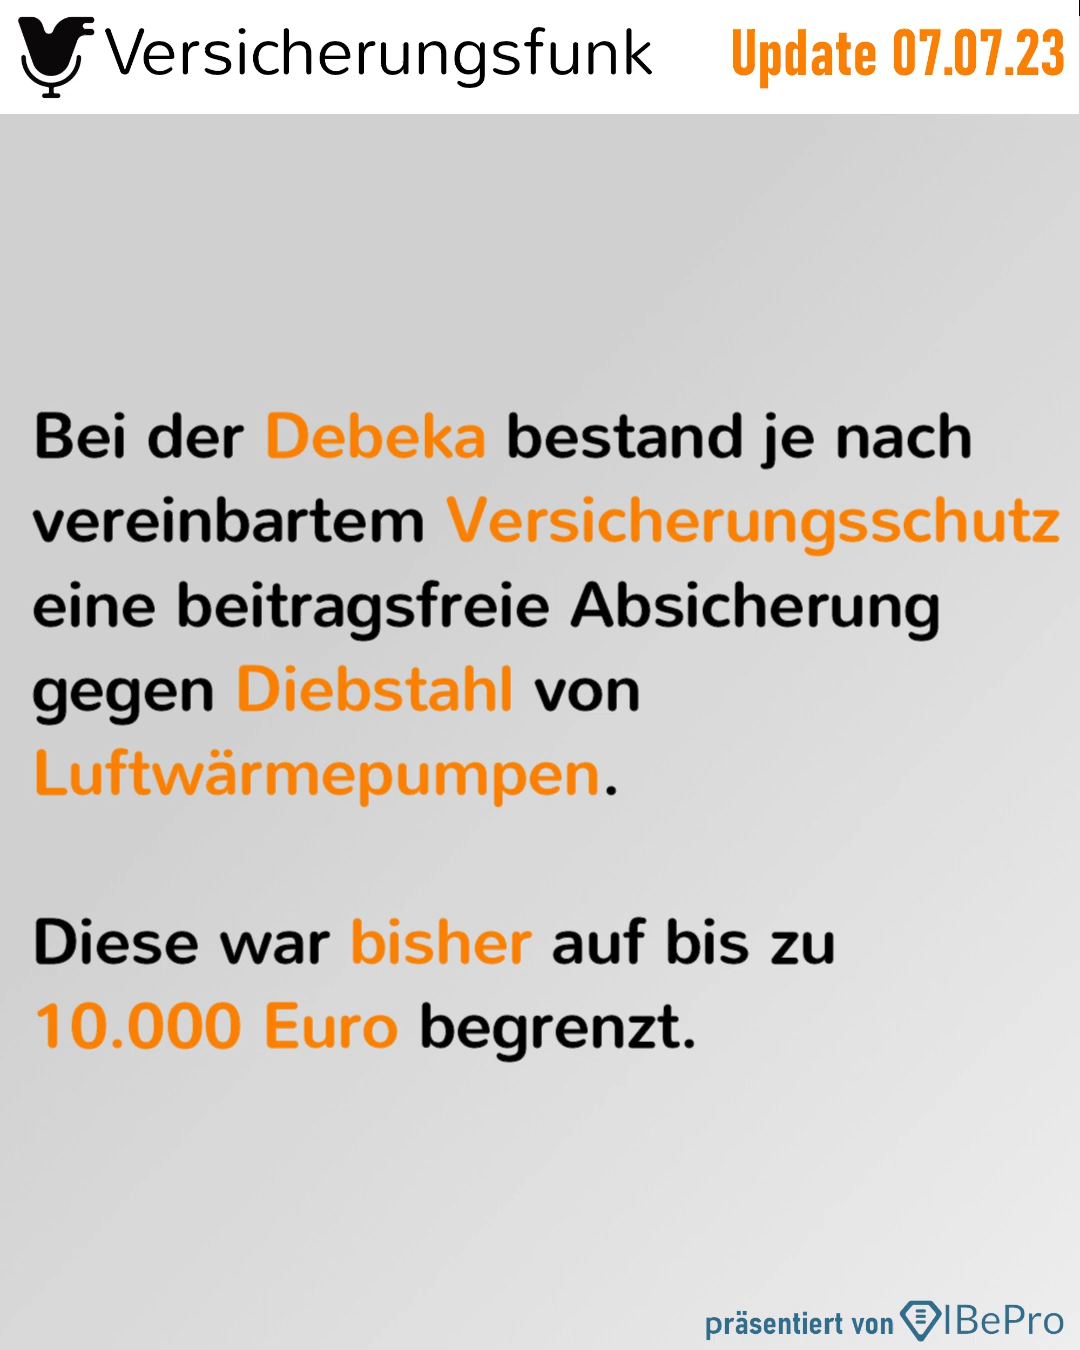 Versicherungsfunk
Update 07.07.23
Bei der Debeka bestand je nach
vereinbartem Versicherungsschutz
eine beitragsfreie Absicherung
gegen Diebstahl von
Luftwärmepumpen.
Diese war bisher auf bis zu
10.000 Euro begrenzt.
präsentiert von IBePro